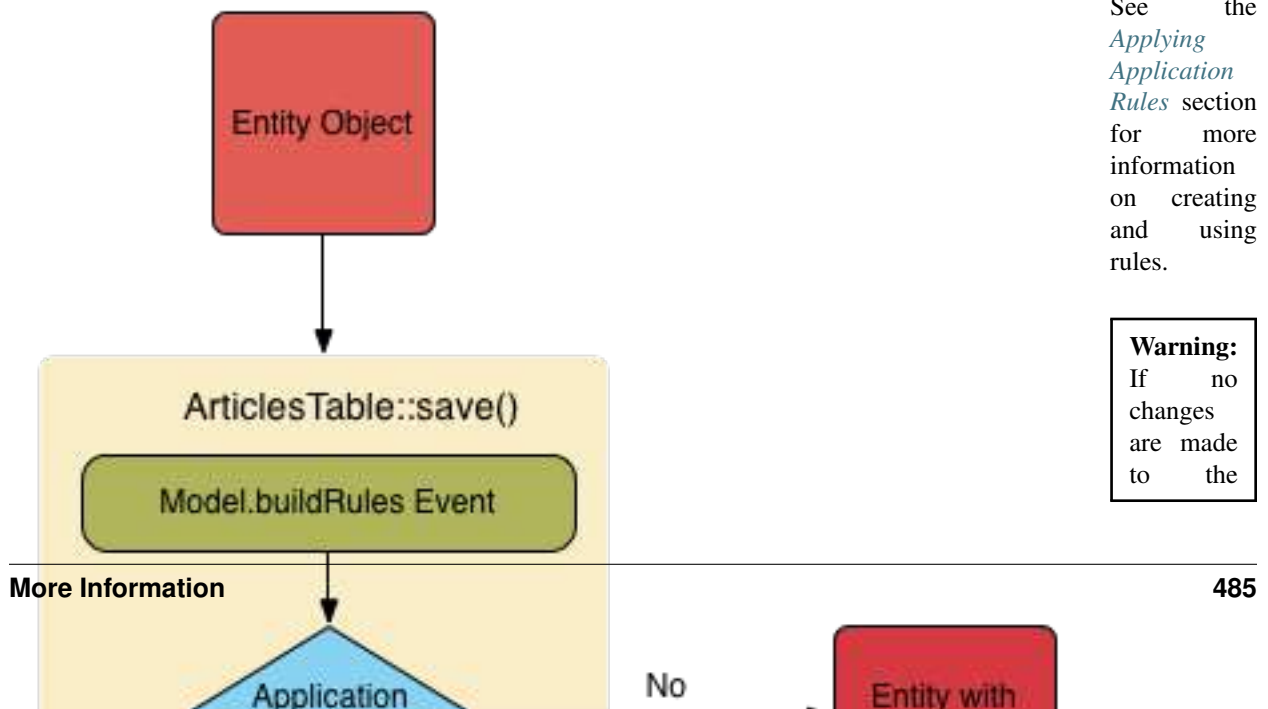 Entity Object
ArticlesTable::save()
Model.buildRules Event
Application
No
Entity with
See the
Applying
Application
Rules section
for more
information
on creating
and using
rules.
Warning:
If no
changes
are made
to the
More Information 485